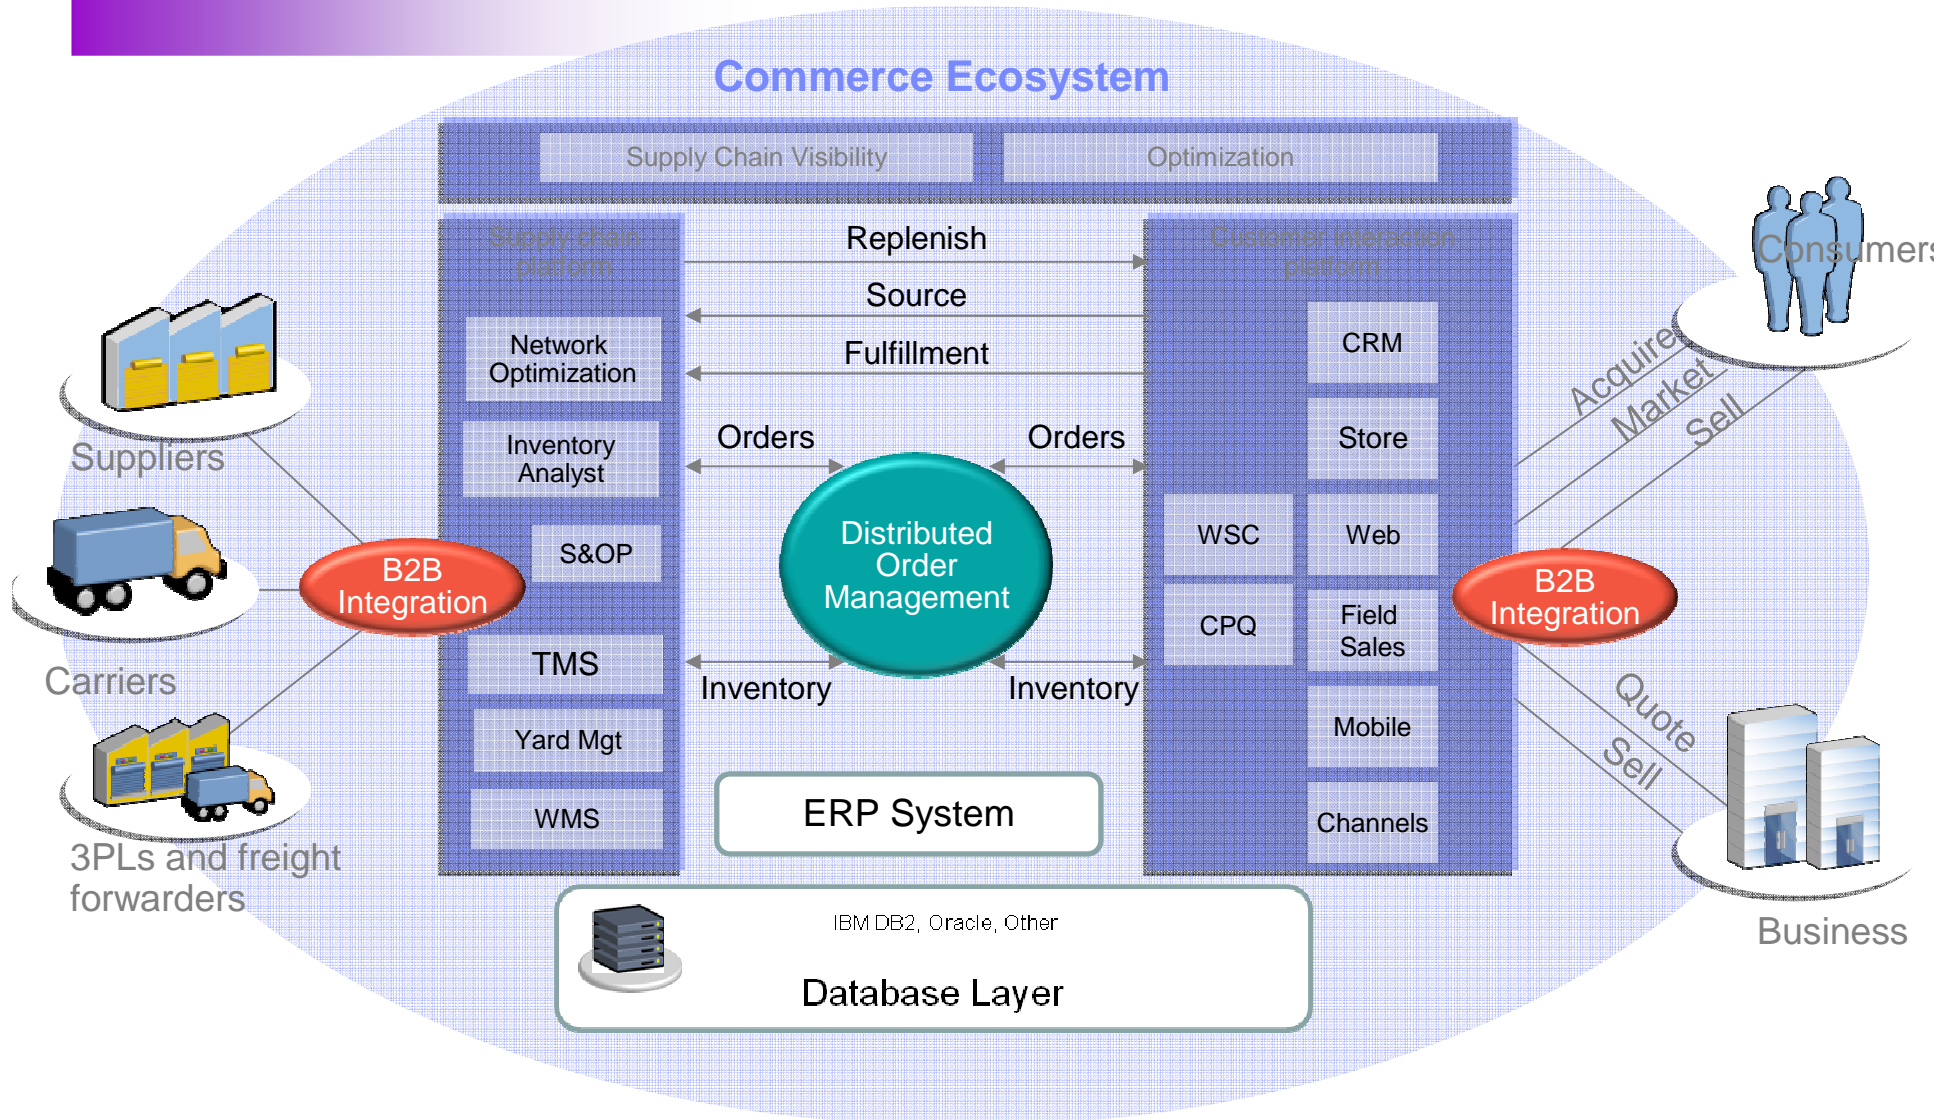 Commerce Ecosystem
Supply Chain Visibility
Optimization
Supply chain
platform
Replenish
Source
Fulfillment
Customer Interaction
platform
Consumers
Network
Optimization
Inventory
Analyst
S&OP
TMS
Yard Mgt
WMS
Orders
Orders
Distributed
Order
Management
Inventory
Inventory
CRM
Store
WSC
Web
CPQ
Field
Sales
Mobile
Channels
B2B
Integration
B2B
Integration
Suppliers
Carriers
3PLs and freight
forwarders
Acquire
Market
Sell
Quote
Sell
Business
ERP System
IBM DB2, Oracle, Other
Database Layer